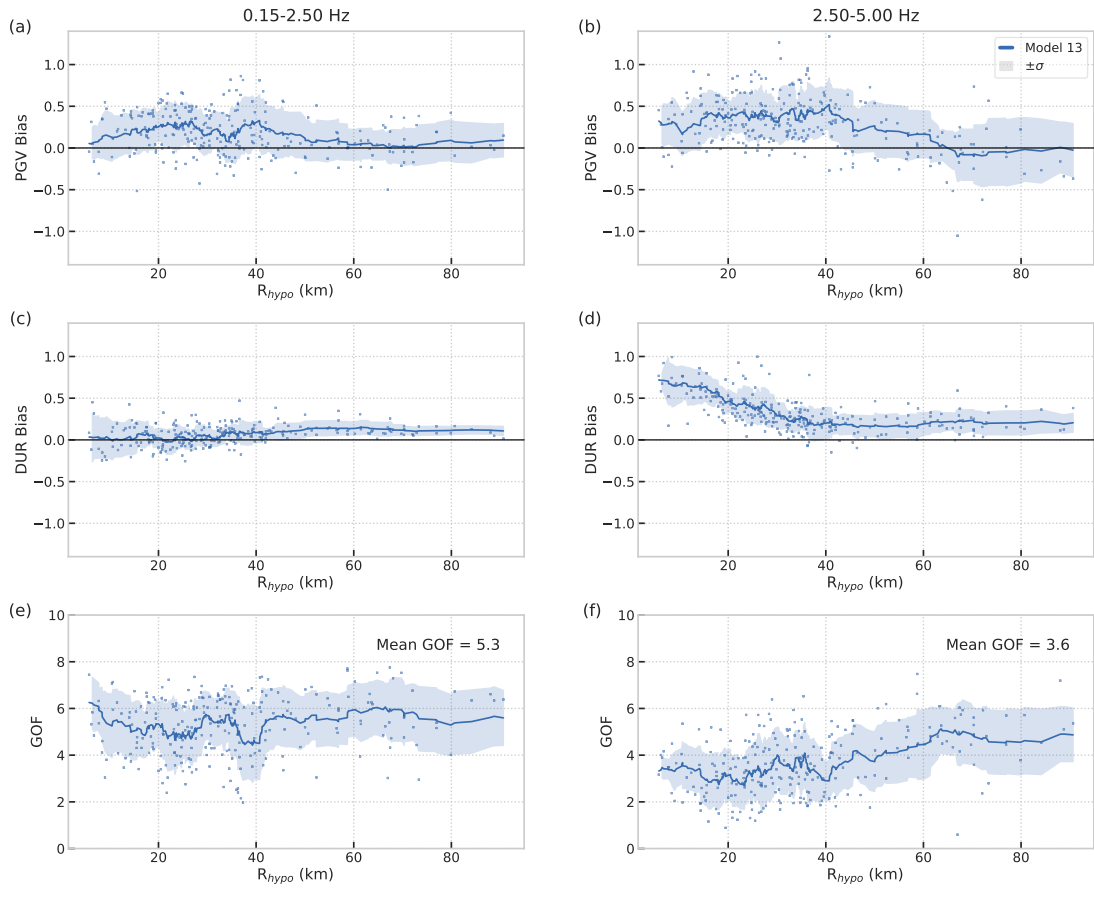 0.15-2.50 Hz
2.50-5.00 Hz
(a)
(b)
PGV Bias
1.0
0.5
0.0
−0.5
−1.0
20 40 60 80
R_hypo (km)
PGV Bias
1.0
0.5
0.0
−0.5
−1.0
20 40 60 80
R_hypo (km)
Model 13
±σ
(c)
(d)
DUR Bias
1.0
0.5
0.0
−0.5
−1.0
20 40 60 80
R_hypo (km)
DUR Bias
1.0
0.5
0.0
−0.5
−1.0
20 40 60 80
R_hypo (km)
(e)
(f)
GOF
10
8
6
4
2
0
20 40 60 80
R_hypo (km)
Mean GOF = 5.3
GOF
10
8
6
4
2
0
20 40 60 80
R_hypo (km)
Mean GOF = 3.6